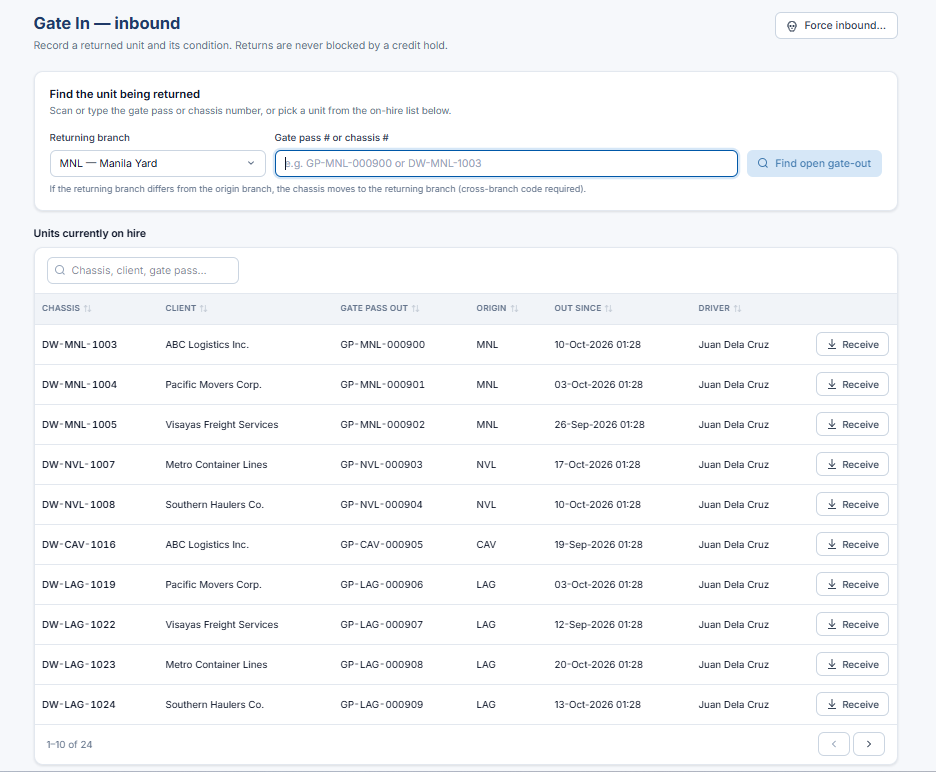 Gate In — inbound
Force inbound...
Record a returned unit and its condition. Returns are never blocked by a credit hold.
Find the unit being returned
Scan or type the gate pass or chassis number, or pick a unit from the on-hire list below.
Returning branch
Gate pass # or chassis #
MNL — Manila Yard
e.g. GP-MNL-000900 or DW-MNL-1003
Find open gate-out
If the returning branch differs from the origin branch, the chassis moves to the returning branch (cross-branch code required).
Units currently on hire
Chassis, client, gate pass...
CHASSIS CLIENT GATE PASS OUT ORIGIN OUT SINCE DRIVER
DW-MNL-1003 ABC Logistics Inc. GP-MNL-000900 MNL 10-Oct-2026 01:28 Juan Dela Cruz Receive
DW-MNL-1004 Pacific Movers Corp. GP-MNL-000901 MNL 03-Oct-2026 01:28 Juan Dela Cruz Receive
DW-MNL-1005 Visayas Freight Services GP-MNL-000902 MNL 26-Sep-2026 01:28 Juan Dela Cruz Receive
DW-NVL-1007 Metro Container Lines GP-NVL-000903 NVL 17-Oct-2026 01:28 Juan Dela Cruz Receive
DW-NVL-1008 Southern Haulers Co. GP-NVL-000904 NVL 10-Oct-2026 01:28 Juan Dela Cruz Receive
DW-CAV-1016 ABC Logistics Inc. GP-CAV-000905 CAV 19-Sep-2026 01:28 Juan Dela Cruz Receive
DW-LAG-1019 Pacific Movers Corp. GP-LAG-000906 LAG 03-Oct-2026 01:28 Juan Dela Cruz Receive
DW-LAG-1022 Visayas Freight Services GP-LAG-000907 LAG 12-Sep-2026 01:28 Juan Dela Cruz Receive
DW-LAG-1023 Metro Container Lines GP-LAG-000908 LAG 20-Oct-2026 01:28 Juan Dela Cruz Receive
DW-LAG-1024 Southern Haulers Co. GP-LAG-000909 LAG 13-Oct-2026 01:28 Juan Dela Cruz Receive
1–10 of 24